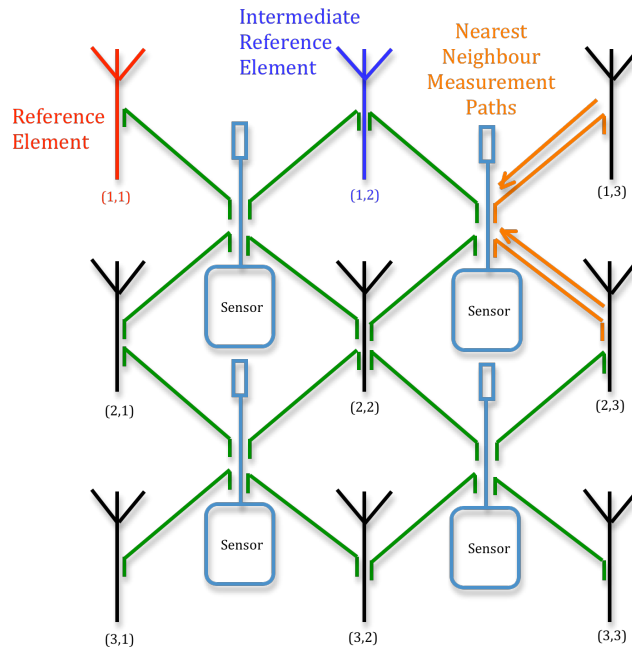 Intermediate
Reference
Element
Nearest
Neighbour
Measurement
Paths
Reference
Element
(1,1)
(1,2)
(1,3)
Sensor
Sensor
(2,1)
(2,2)
(2,3)
Sensor
Sensor
(3,1)
(3,2)
(3,3)